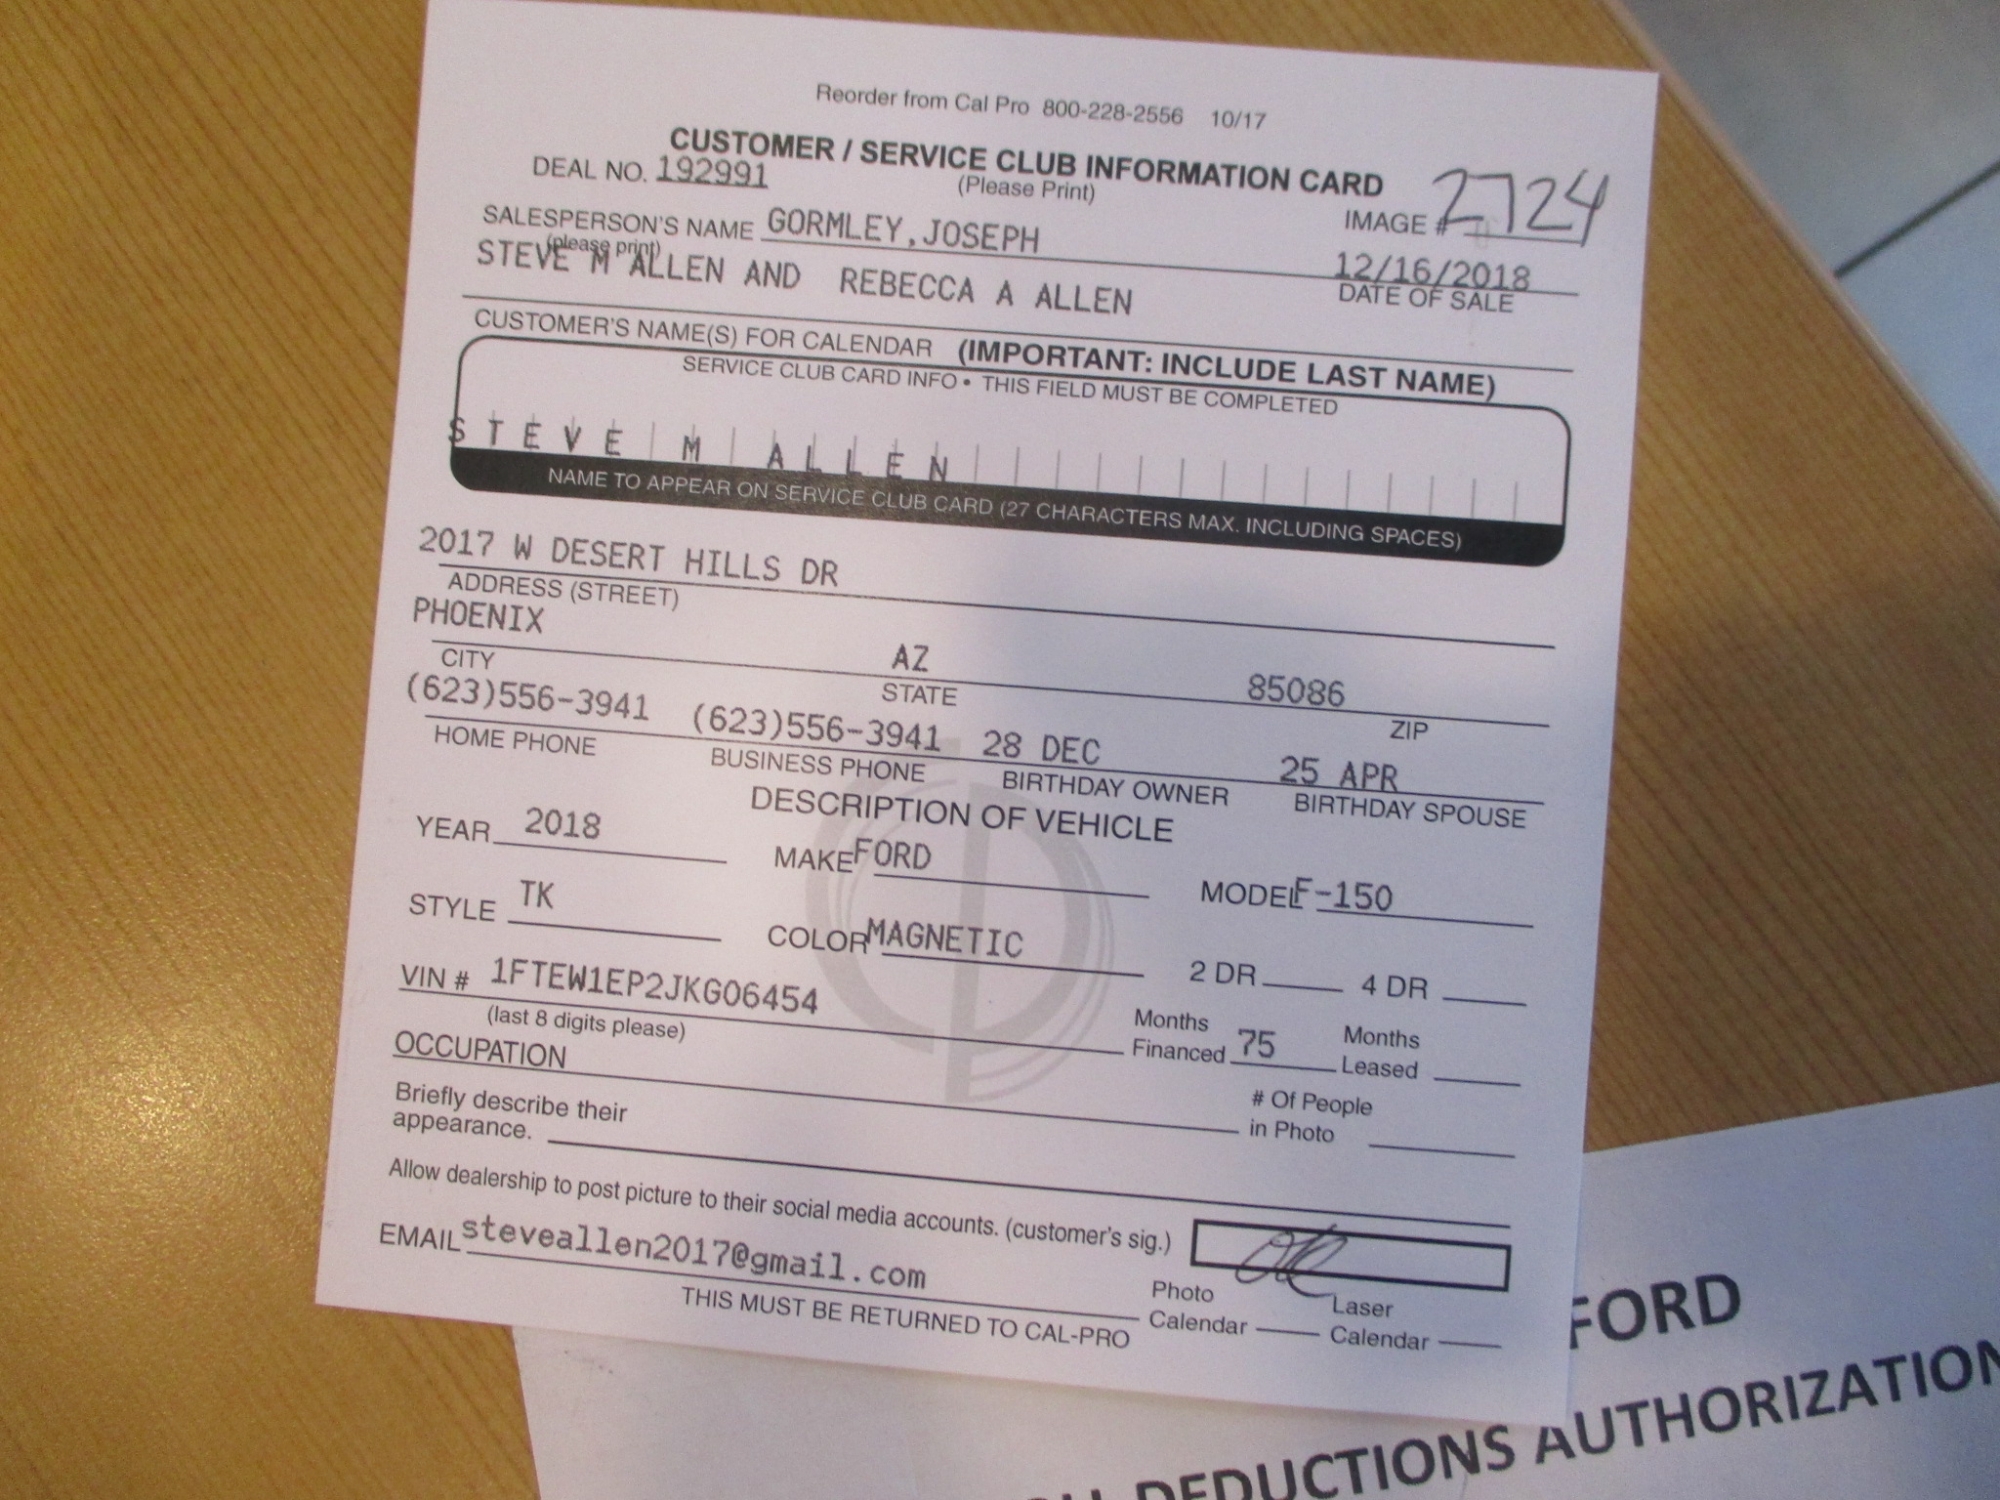 Reorder from Cal Pro 800-228-2556 10/17
CUSTOMER / SERVICE CLUB INFORMATION CARD
(Please Print)
DEAL NO. 192991
IMAGE # 2724
SALESPERSON'S NAME GORMLEY,JOSEPH
(please print)
12/16/2018
DATE OF SALE
STEVE M ALLEN AND REBECCA A ALLEN
CUSTOMER'S NAME(S) FOR CALENDAR (IMPORTANT: INCLUDE LAST NAME)
SERVICE CLUB CARD INFO • THIS FIELD MUST BE COMPLETED
STEVE M ALLEN
NAME TO APPEAR ON SERVICE CLUB CARD (27 CHARACTERS MAX. INCLUDING SPACES)
2017 W DESERT HILLS DR
ADDRESS (STREET)
PHOENIX AZ 85086
CITY STATE ZIP
(623)556-3941 (623)556-3941 28 DEC 25 APR
HOME PHONE BUSINESS PHONE BIRTHDAY OWNER BIRTHDAY SPOUSE
DESCRIPTION OF VEHICLE
YEAR 2018 MAKE FORD MODEL F-150
STYLE TK COLOR MAGNETIC 2 DR 4 DR
VIN # 1FTEW1EP2JKG06454
(last 8 digits please)
Months Financed 75 Months Leased
OCCUPATION
# Of People in Photo
Briefly describe their
appearance.
Allow dealership to post picture to their social media accounts. (customer's sig.)
EMAIL steveallen2017@gmail.com
Photo Calendar Laser Calendar
THIS MUST BE RETURNED TO CAL-PRO
FORD
DEDUCTIONS AUTHORIZATION